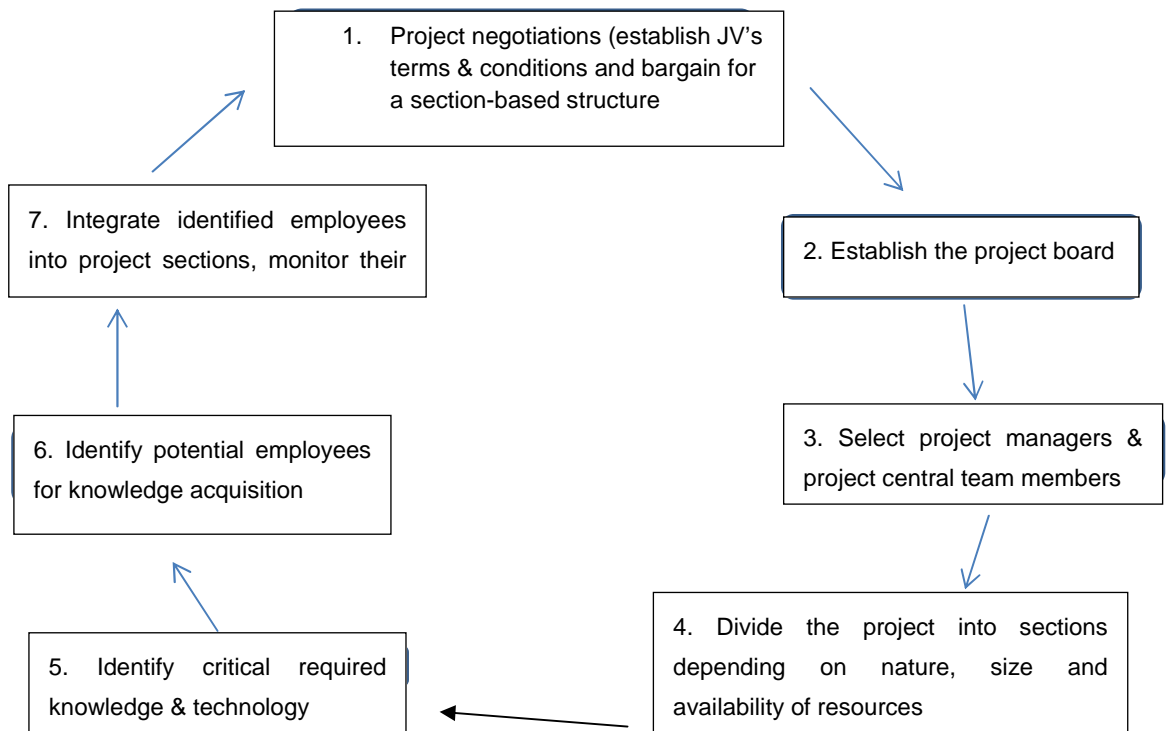 1. Project negotiations (establish JV’s
terms & conditions and bargain for
a section-based structure
2. Establish the project board
3. Select project managers &
project central team members
4. Divide the project into sections
depending on nature, size and
availability of resources
5. Identify critical required
knowledge & technology
6. Identify potential employees
for knowledge acquisition
7. Integrate identified employees
into project sections, monitor their